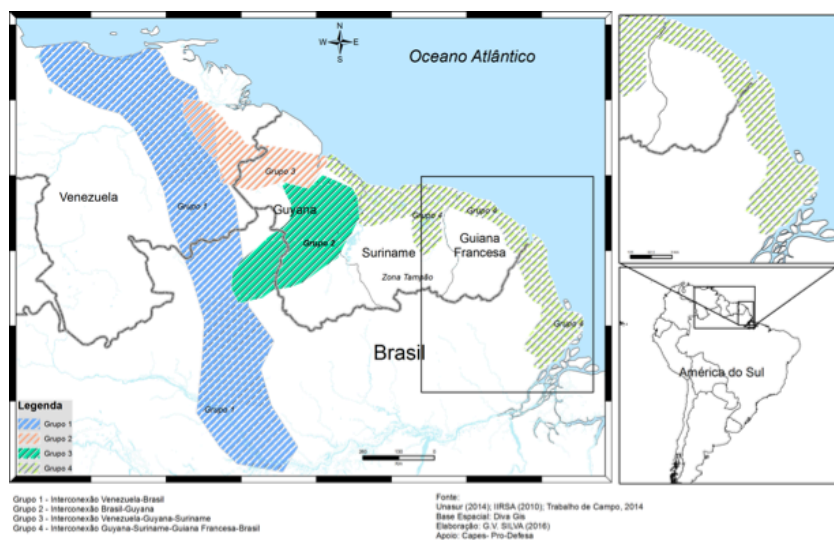 N
W E
S
Oceano Atlântico
Venezuela
Grupo 1
Grupo 3
Guyana
Grupo 2
Grupo 4
Grupo 4
Suriname
Guiana
Francesa
Zona Tampão
Grupo 4
Brasil
Grupo 1
América do Sul
Legenda
Grupo 1
Grupo 2
Grupo 3
Grupo 4
Grupo 1 - Interconexão Venezuela-Brasil
Grupo 2 - Interconexão Brasil-Guyana
Grupo 3 - Interconexão Venezuela-Guyana-Suriname
Grupo 4 - Interconexão Guyana-Suriname-Guiana Francesa-Brasil
Fonte:
Unasur (2014); IIRSA (2010); Trabalho de Campo, 2014
Base Espacial: Diva Gis
Elaboração: G.V. SILVA (2016)
Apoio: Capes- Pro-Defesa